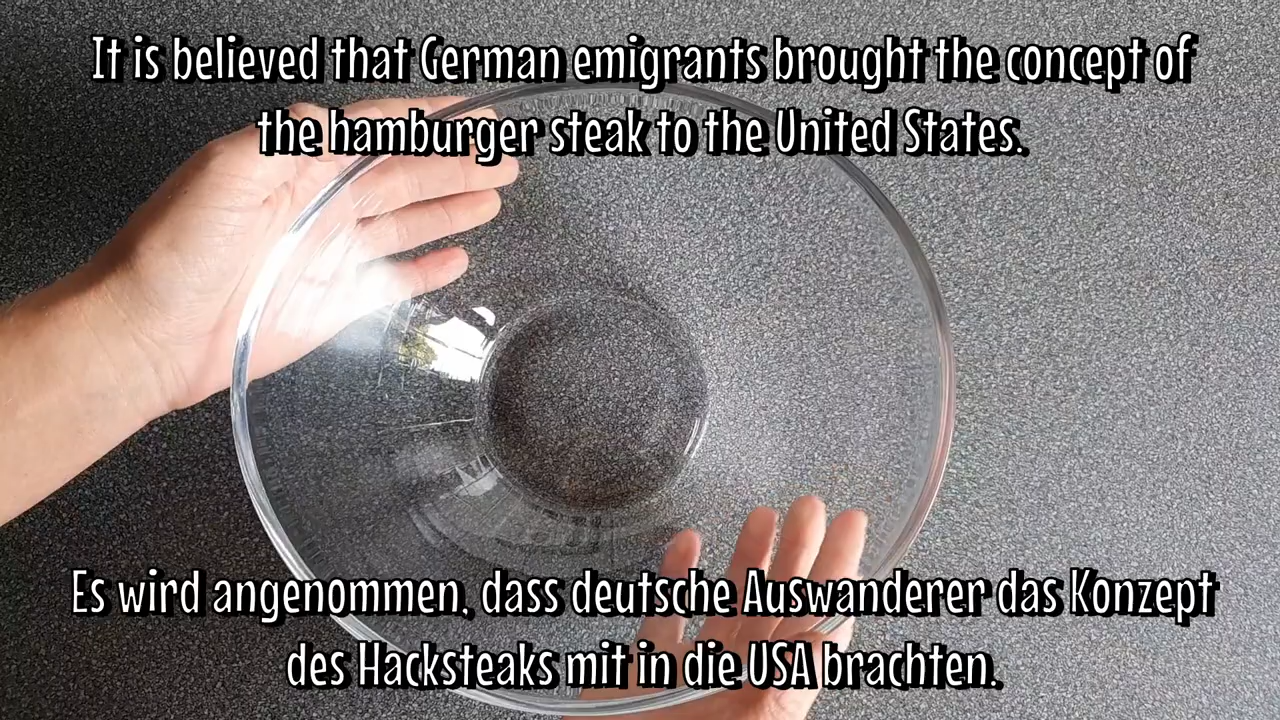 It is believed that German emigrants brought the concept of
the hamburger steak to the United States.
Es wird angenommen, dass deutsche Auswanderer das Konzept
des Hacksteaks mit in die USA brachten.